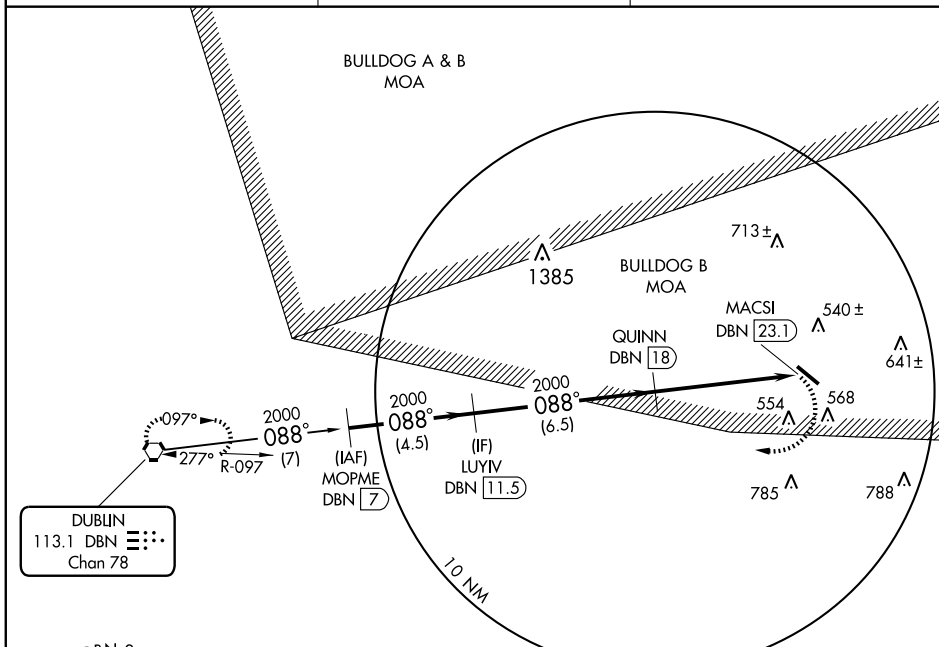 BULLDOG A & B
MOA
713 ±
1385
BULLDOG B
MOA
MACSI
DBN 23.1
540 ±
641±
QUINN
DBN 18
2000
088°
(6.5)
2000
088°
(4.5)
2000
088°
(7)
097°
277°
R-097
(IAF)
MOPME
DBN 7
(IF)
LUYIV
DBN 11.5
554
568
785
788
DUBLIN
113.1 DBN
Chan 78
10 NM